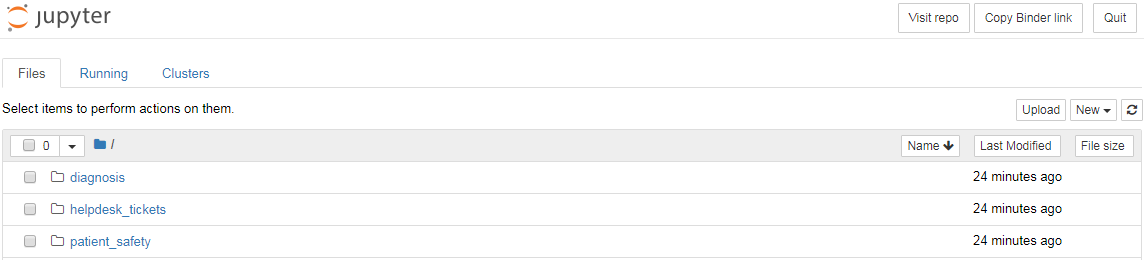 jupyter Visit repo Copy Binder link Quit
Files Running Clusters
Select items to perform actions on them. Upload New
0 / Name Last Modified File size
diagnosis 24 minutes ago
helpdesk_tickets 24 minutes ago
patient_safety 24 minutes ago